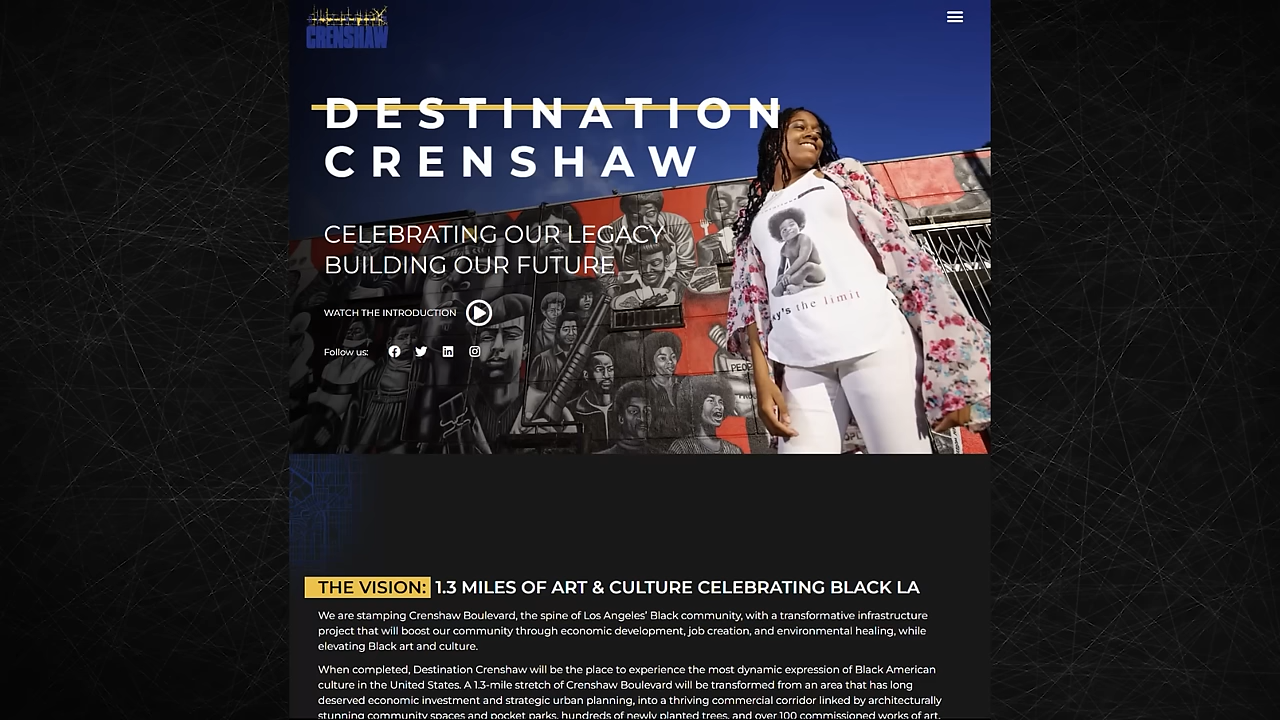 CRENSHAW
DESTINATION
CRENSHAW
CELEBRATING OUR LEGACY
BUILDING OUR FUTURE
WATCH THE INTRODUCTION
Follow us:
the limit
THE VISION: 1.3 MILES OF ART & CULTURE CELEBRATING BLACK LA
We are stamping Crenshaw Boulevard, the spine of Los Angeles' Black community, with a transformative infrastructure
project that will boost our community through economic development, job creation, and environmental healing, while
elevating Black art and culture.
When completed, Destination Crenshaw will be the place to experience the most dynamic expression of Black American
culture in the United States. A 1.3-mile stretch of Crenshaw Boulevard will be transformed from an area that has long
deserved economic investment and strategic urban planning, into a thriving commercial corridor linked by architecturally
stunning community spaces and pocket parks, hundreds of newly planted trees, and over 100 commissioned works of art.